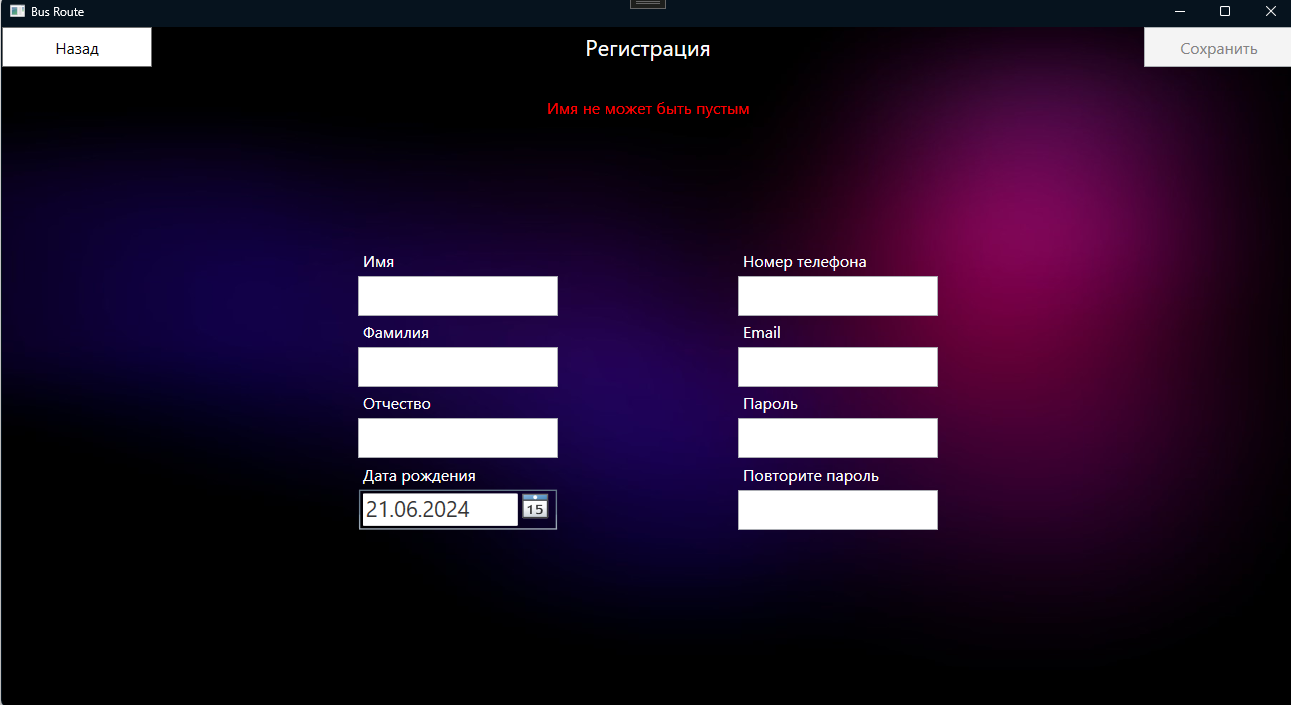 Bus Route
Назад
Регистрация
Сохранить
Имя не может быть пустым
Имя
Номер телефона
Фамилия
Email
Отчество
Пароль
Дата рождения
Повторите пароль
21.06.2024
15